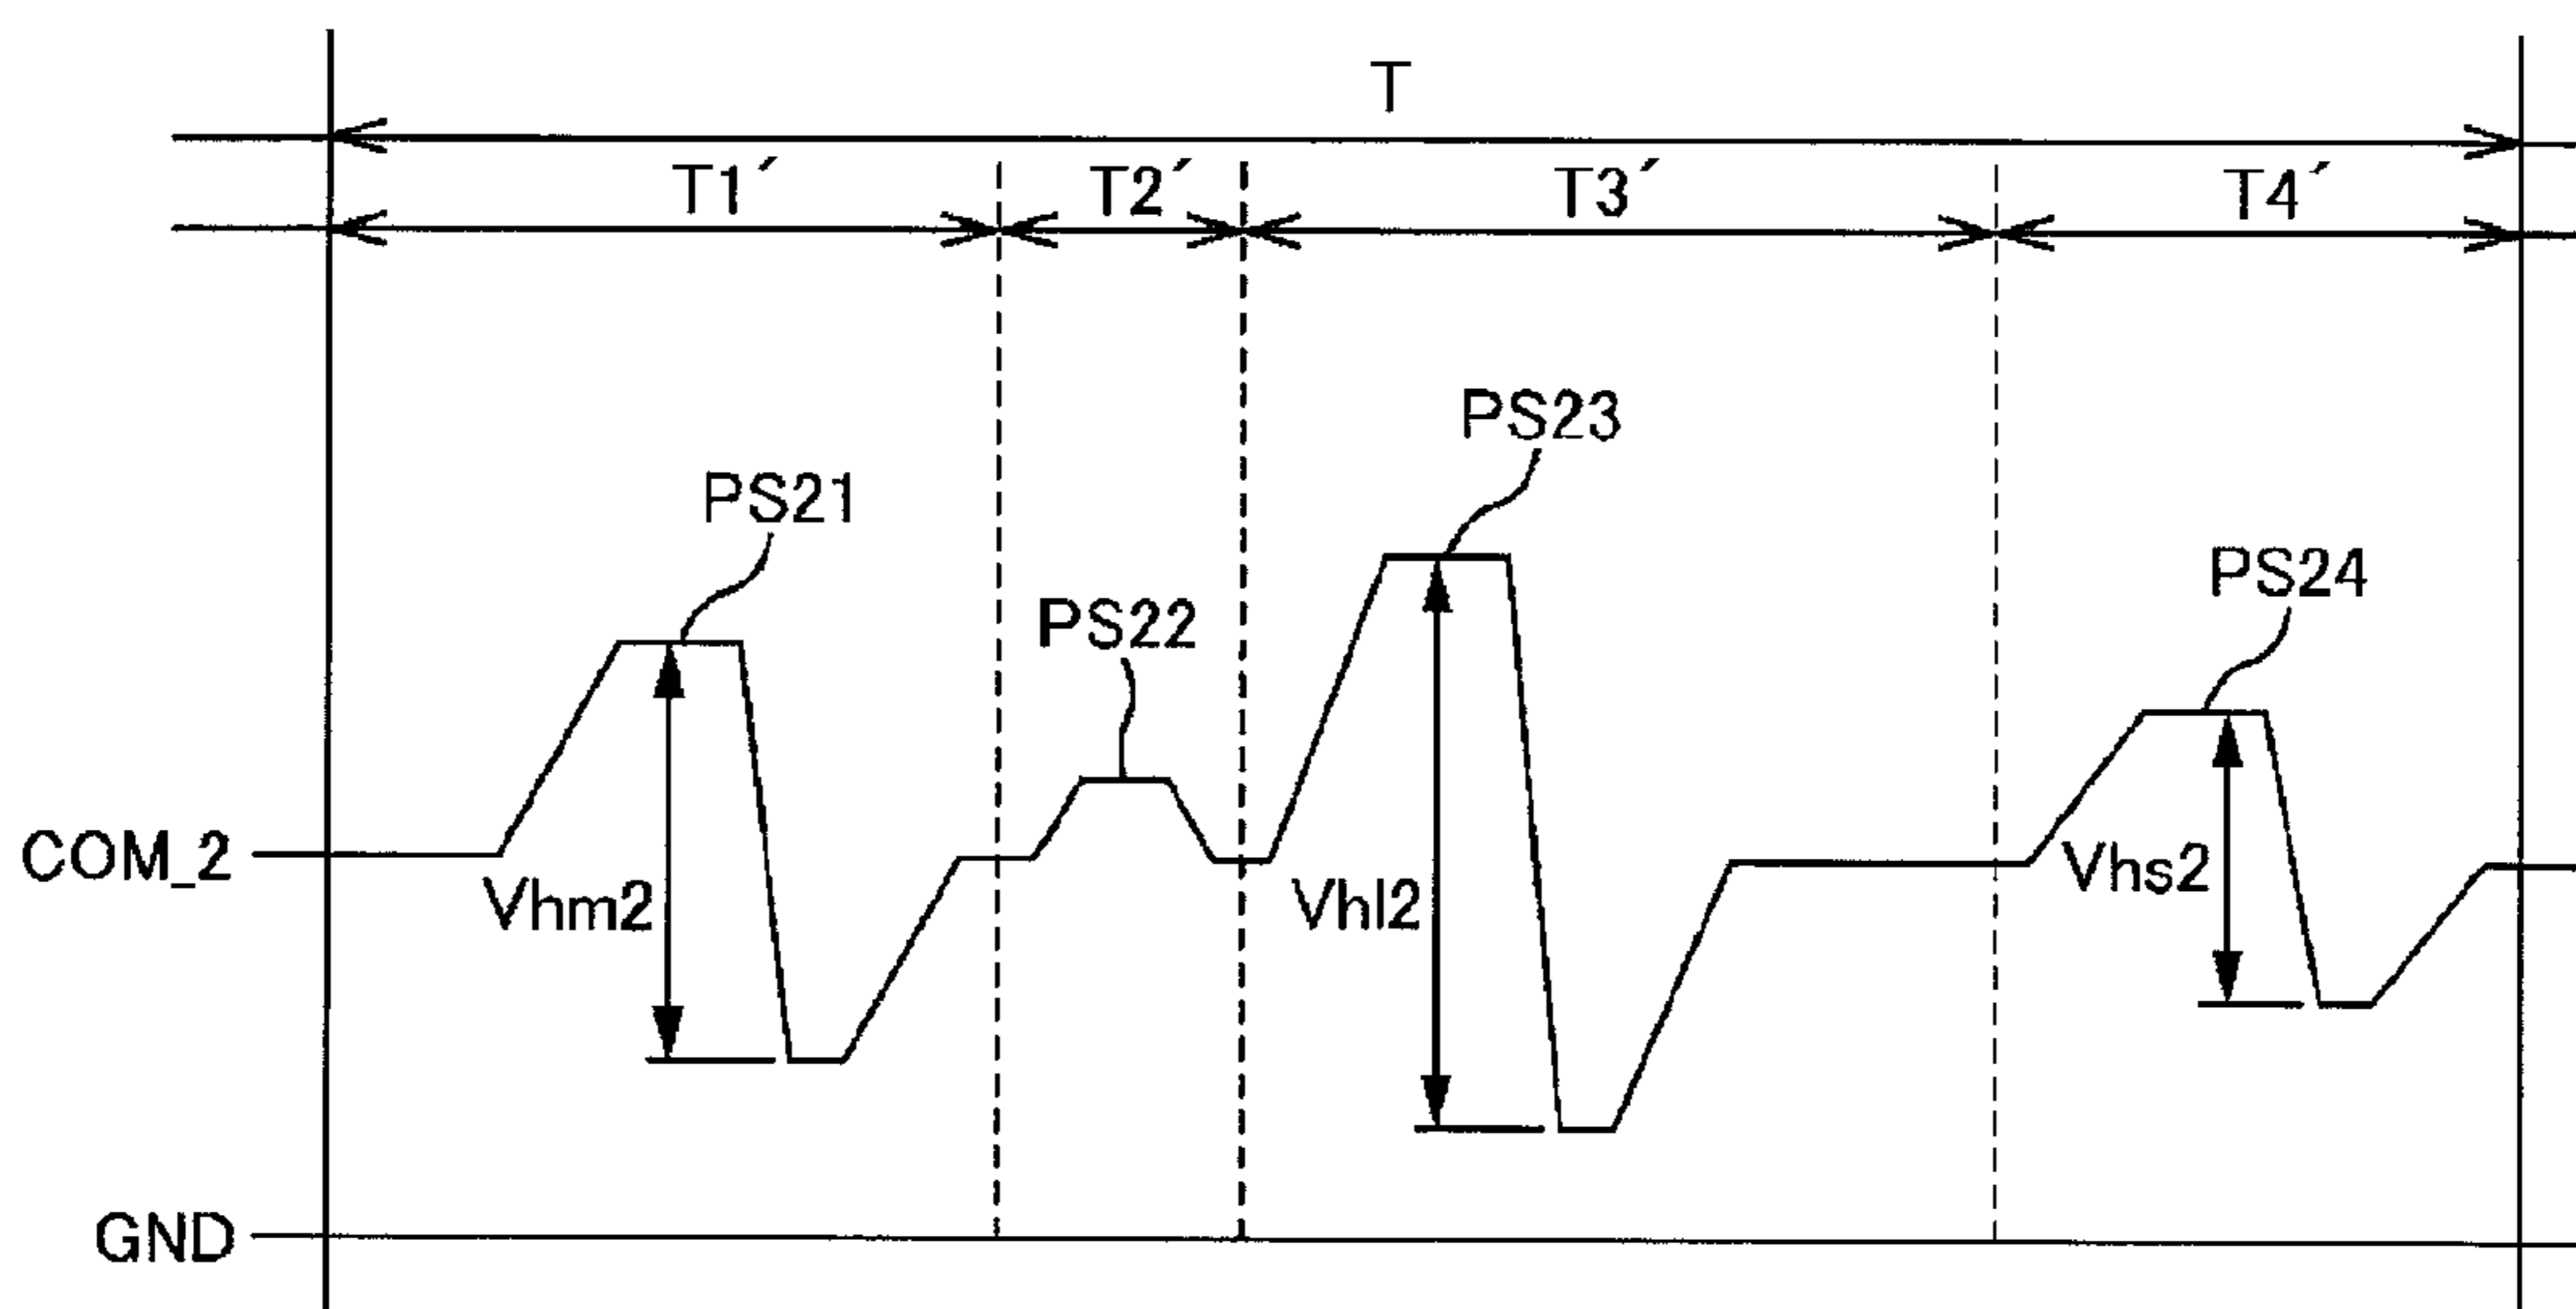 T
T1´ T2´ T3´ T4´
PS23
PS21
PS24
PS22
COM_2
Vhm2
Vhl2
Vhs2
GND